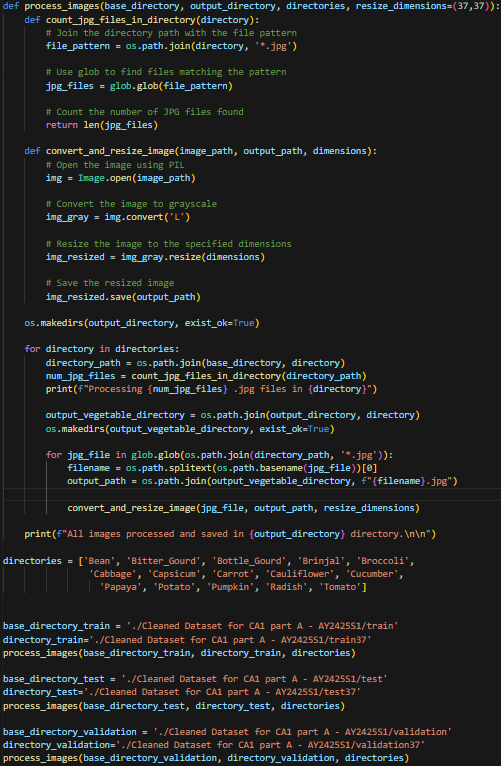 def process_images(base_directory, output_directory, directories, resize_dimensions=(37,37)):
    def count_jpg_files_in_directory(directory):
        # Join the directory path with the file pattern
        file_pattern = os.path.join(directory, '*.jpg')

        # Use glob to find files matching the pattern
        jpg_files = glob.glob(file_pattern)

        # Count the number of JPG files found
        return len(jpg_files)

    def convert_and_resize_image(image_path, output_path, dimensions):
        # Open the image using PIL
        img = Image.open(image_path)

        # Convert the image to grayscale
        img_gray = img.convert('L')

        # Resize the image to the specified dimensions
        img_resized = img_gray.resize(dimensions)

        # Save the resized image
        img_resized.save(output_path)

    os.makedirs(output_directory, exist_ok=True)

    for directory in directories:
        directory_path = os.path.join(base_directory, directory)
        num_jpg_files = count_jpg_files_in_directory(directory_path)
        print(f"Processing {num_jpg_files} .jpg files in {directory}")

        output_vegetable_directory = os.path.join(output_directory, directory)
        os.makedirs(output_vegetable_directory, exist_ok=True)

        for jpg_file in glob.glob(os.path.join(directory_path, '*.jpg')):
            filename = os.path.splitext(os.path.basename(jpg_file))[0]
            output_path = os.path.join(output_vegetable_directory, f"{filename}.jpg")

            convert_and_resize_image(jpg_file, output_path, resize_dimensions)

    print(f"All images processed and saved in {output_directory} directory.\n\n")

directories = ['Bean', 'Bitter_Gourd', 'Bottle_Gourd', 'Brinjal', 'Broccoli',
                'Cabbage', 'Capsicum', 'Carrot', 'Cauliflower', 'Cucumber',
                  'Papaya', 'Potato', 'Pumpkin', 'Radish', 'Tomato']


base_directory_train = './Cleaned Dataset for CA1 part A - AY2425S1/train'
directory_train='./Cleaned Dataset for CA1 part A - AY2425S1/train37'
process_images(base_directory_train, directory_train, directories)

base_directory_test = './Cleaned Dataset for CA1 part A - AY2425S1/test'
directory_test='./Cleaned Dataset for CA1 part A - AY2425S1/test37'
process_images(base_directory_test, directory_test, directories)

base_directory_validation = './Cleaned Dataset for CA1 part A - AY2425S1/validation'
directory_validation='./Cleaned Dataset for CA1 part A - AY2425S1/validation37'
process_images(base_directory_validation, directory_validation, directories)